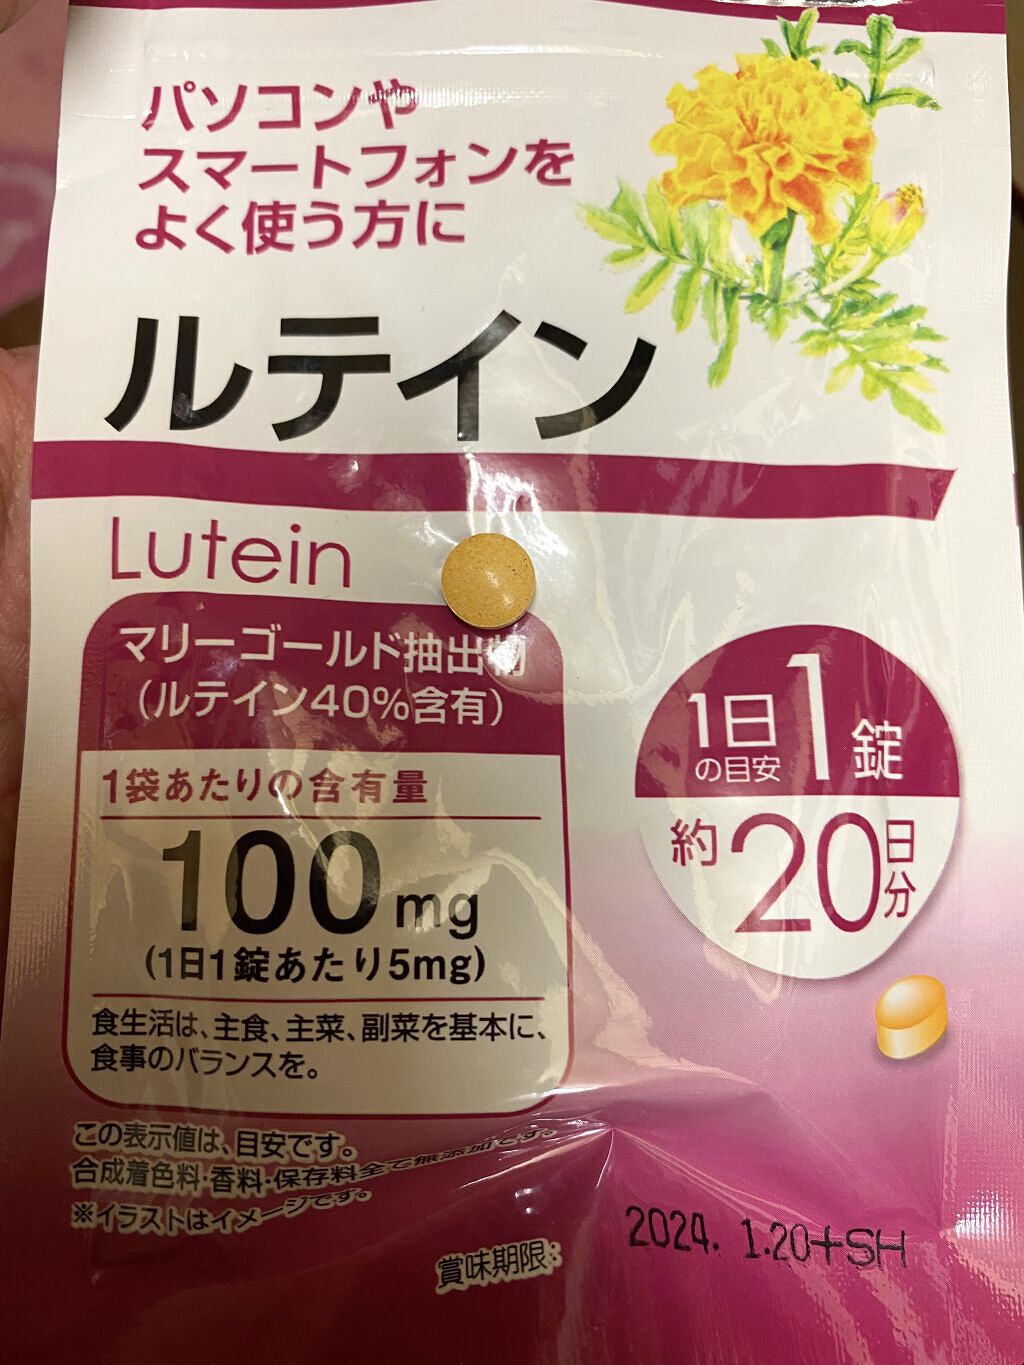 パソコンや
スマートフォンを
よく使う方に
ルテイン
Lutein
マリーゴールド抽出物
(ルテイン40%含有)
1袋あたりの含有量
100mg
(1日1錠あたり5mg)
食生活は、主食、主菜、副菜を基本に、
食事のバランスを。
1日の目安1錠
約20日分
この表示値は、目安です。
合成着色料・香料・保存料全て無添加です。
※イラストはイメージです。
賞味期限:
2024. 1.20+SH